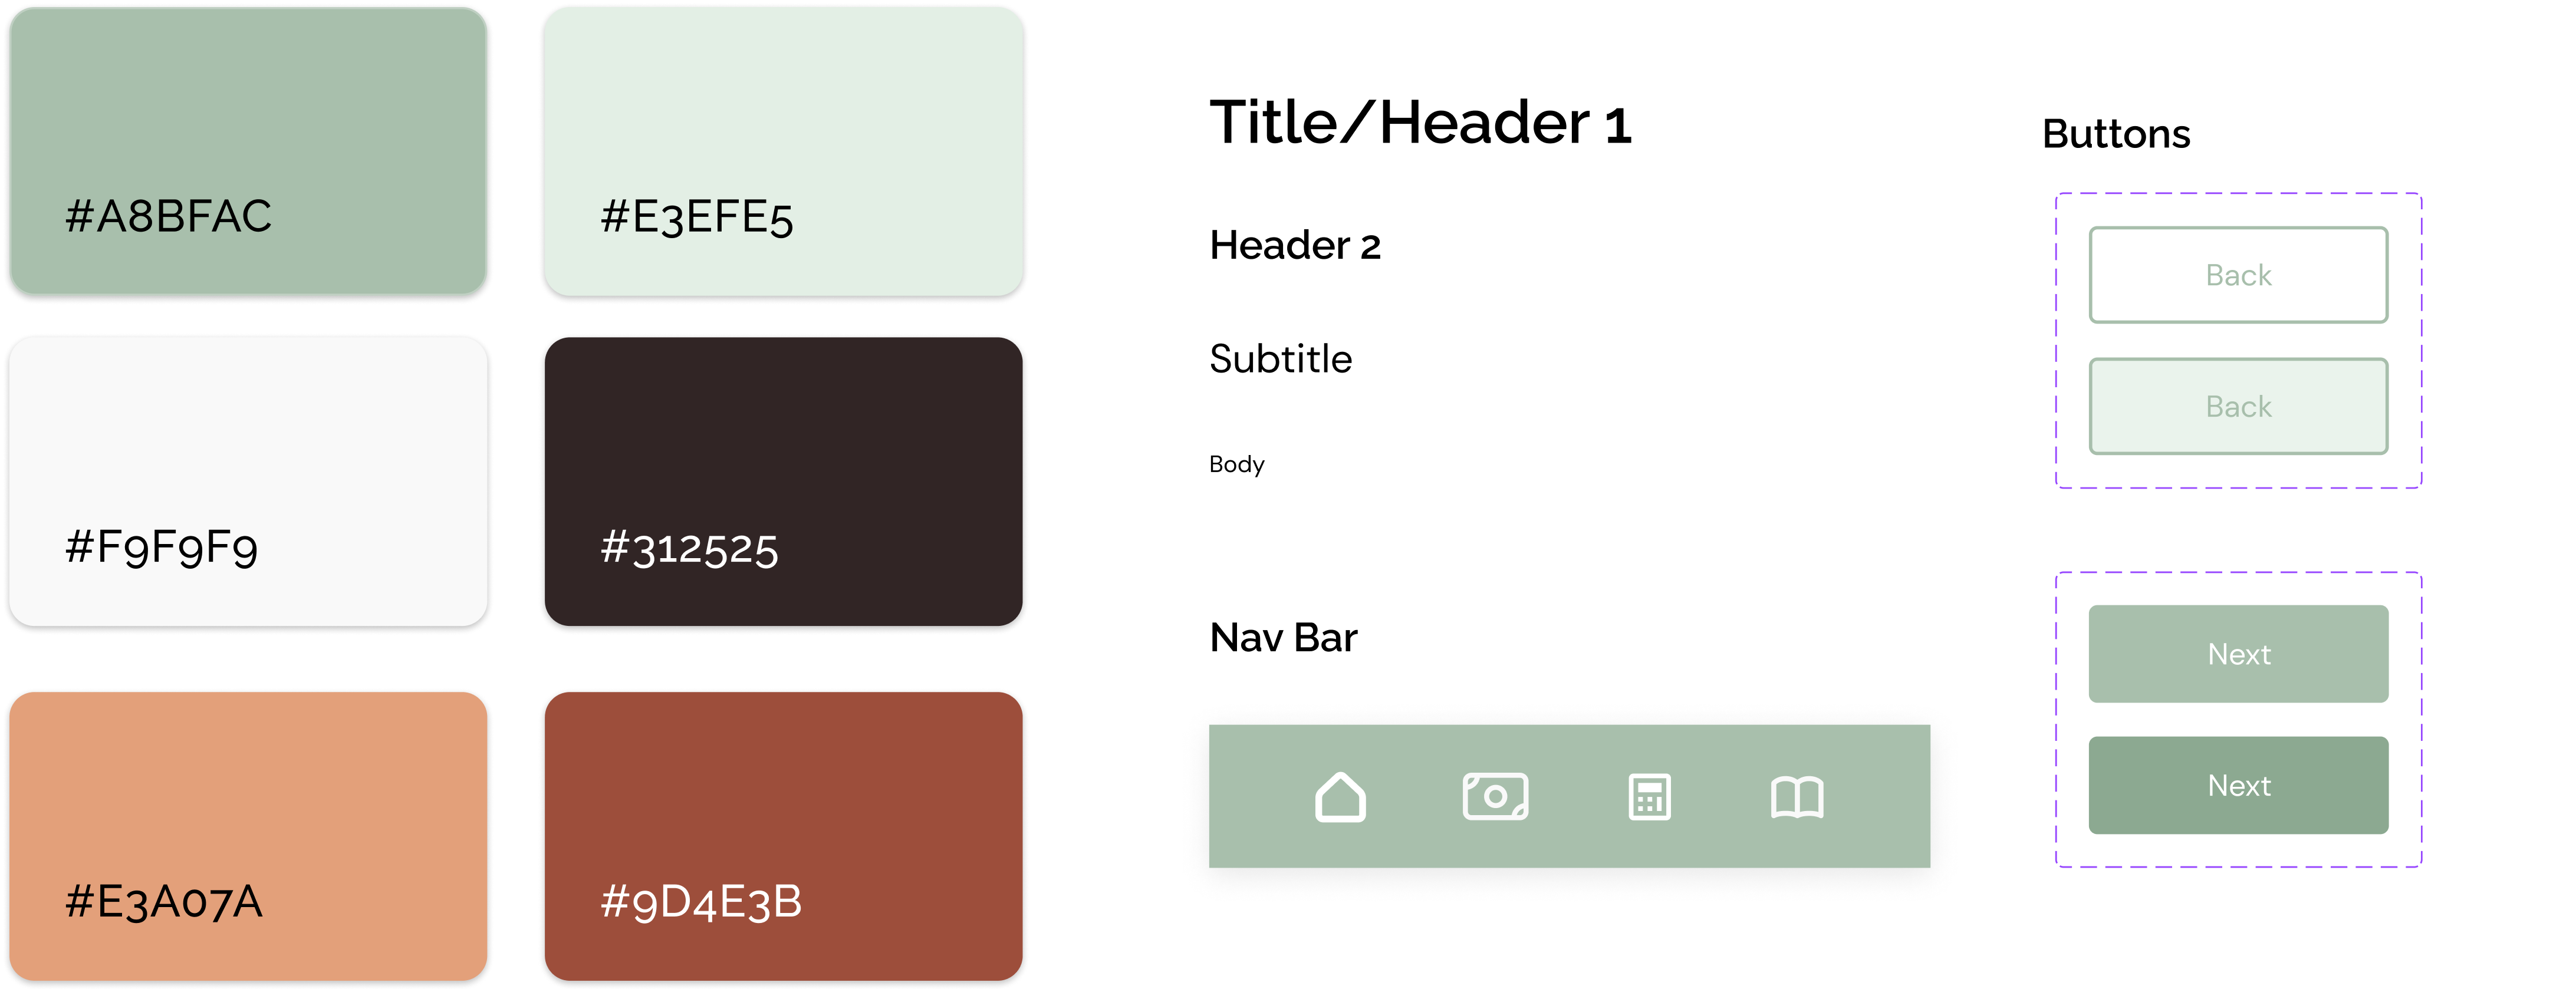 #A8BFAC
#E3EFE5
#F9F9F9
#312525
#E3A07A
#9D4E3B
Title/Header 1
Header 2
Subtitle
Body
Nav Bar
Buttons
Back
Back
Next
Next